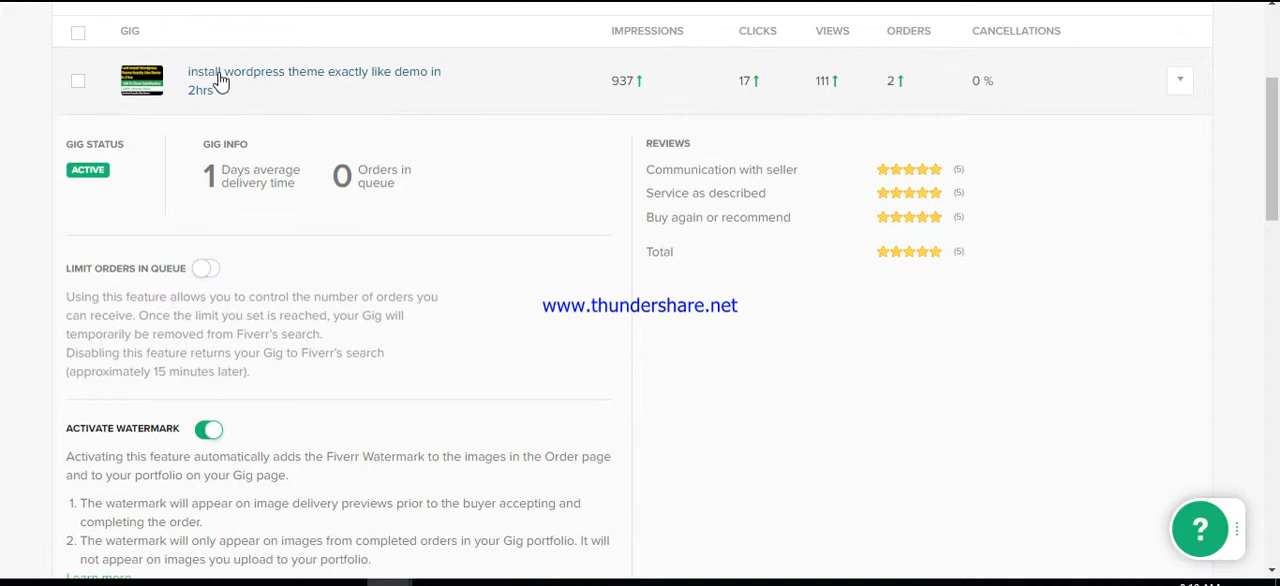 GIG IMPRESSIONS CLICKS VIEWS ORDERS CANCELLATIONS
install wordpress theme exactly like demo in
2hrs
937 17 111 2 0 %
GIG STATUS
ACTIVE
GIG INFO
1 Days average
delivery time
0 Orders in
queue
REVIEWS
Communication with seller (5)
Service as described (5)
Buy again or recommend (5)
Total (5)
LIMIT ORDERS IN QUEUE
Using this feature allows you to control the number of orders you
can receive. Once the limit you set is reached, your Gig will
temporarily be removed from Fiverr's search.
Disabling this feature returns your Gig to Fiverr's search
(approximately 15 minutes later).
www.thundershare.net
ACTIVATE WATERMARK
Activating this feature automatically adds the Fiverr Watermark to the images in the Order page
and to your portfolio on your Gig page.
1. The watermark will appear on image delivery previews prior to the buyer accepting and
completing the order.
2. The watermark will only appear on images from completed orders in your Gig portfolio. It will
not appear on images you upload to your portfolio.
Learn more
?